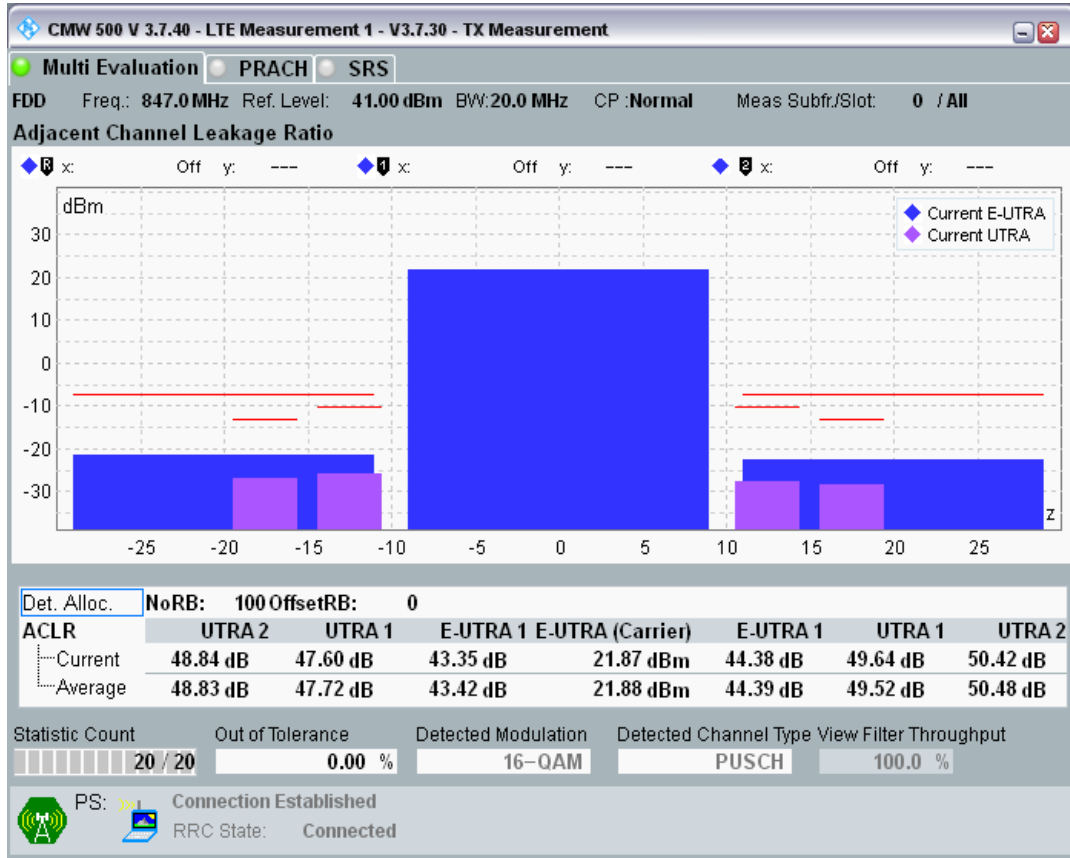 CMW 500 V 3.7.40 - LTE Measurement 1 - V3.7.30 - TX Measurement
Multi Evaluation PRACH SRS
FDD Freq.: 847.0 MHz Ref. Level: 41.00 dBm BW: 20.0 MHz CP : Normal Meas Subfr./Slot: 0 / All
Adjacent Channel Leakage Ratio
R x: Off y: --- 1 x: Off y: --- 2 x: Off y: ---
dBm
Current E-UTRA
Current UTRA
30
20
10
0
-10
-20
-30
z
-25 -20 -15 -10 -5 0 5 10 15 20 25
Det. Alloc. NoRB: 100 OffsetRB: 0
ACLR UTRA 2 UTRA 1 E-UTRA 1 E-UTRA (Carrier) E-UTRA 1 UTRA 1 UTRA 2
Current 48.84 dB 47.60 dB 43.35 dB 21.87 dBm 44.38 dB 49.64 dB 50.42 dB
Average 48.83 dB 47.72 dB 43.42 dB 21.88 dBm 44.39 dB 49.52 dB 50.48 dB
Statistic Count Out of Tolerance Detected Modulation Detected Channel Type View Filter Throughput
20 / 20 0.00 % 16-QAM PUSCH 100.0 %
PS: Connection Established
RRC State: Connected